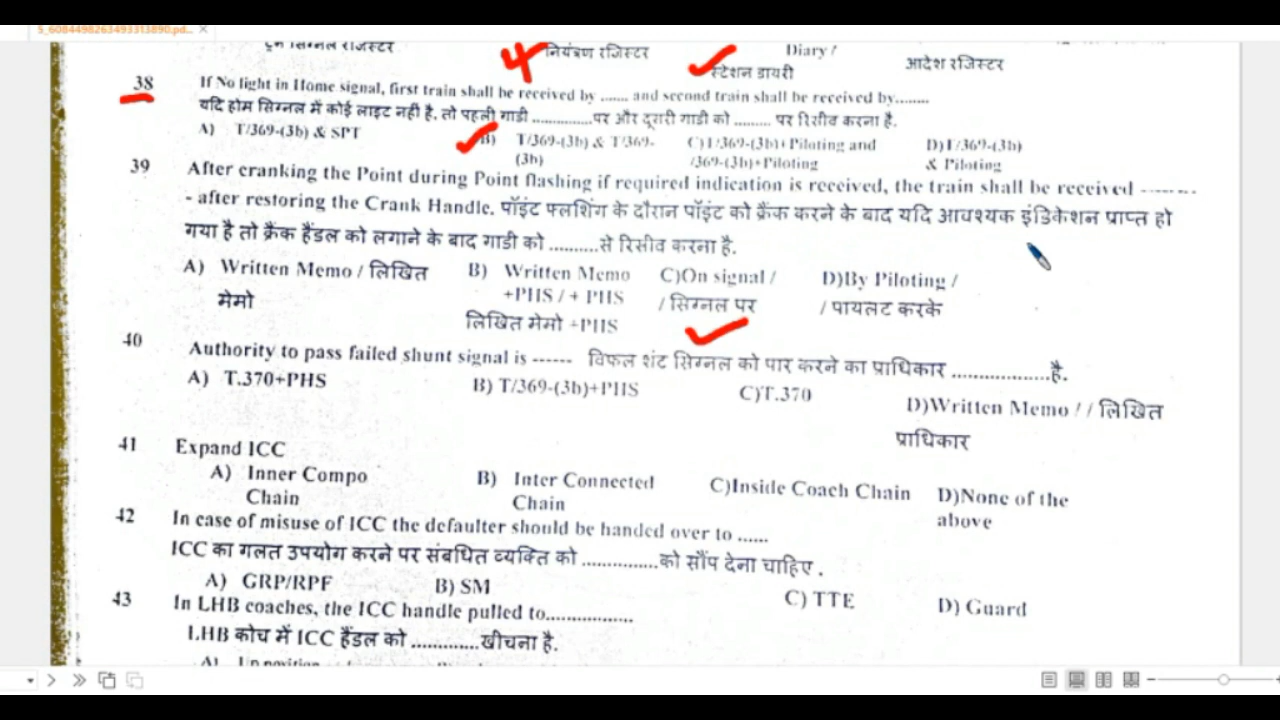 5_6084498263493313890.pd...
नियंत्रण रजिस्टर
Diary /
स्टेशन डायरी
आदेश रजिस्टर
38 If No light in Home signal, first train shall be received by ...... and second train shall be received by........
यदि होम सिग्नल में कोई लाइट नही है. तो पहली गाडी ..............पर और दूसरी गाडी को ......... पर रिसीव करना है.
A) T/369-(3b) & SPT
B) T/369-(3b) & T/369-(3b)
C)T/369-(3b)+Piloting and /369-(3b)+Piloting
D)T/369-(3b) & Piloting
39 After cranking the Point during Point flashing if required indication is received, the train shall be received --------
- after restoring the Crank Handle. पॉइंट फ्लशिंग के दौरान पॉइंट को क्रैंक करने के बाद यदि आवश्यक इंडिकेशन प्राप्त हो
गया है तो क्रैंक हैंडल को लगाने के बाद गाडी को ..........से रिसीव करना है.
A) Written Memo / लिखित मेमो
B) Written Memo +PHS / + PHS लिखित मेमो +PHS
C)On signal / / सिग्नल पर
D)By Piloting / / पायलट करके
40 Authority to pass failed shunt signal is ------ विफल शंट सिग्नल को पार करने का प्राधिकार ..................है.
A) T.370+PHS
B) T/369-(3b)+PHS
C)T.370
D)Written Memo / / लिखित प्राधिकार
41 Expand ICC
A) Inner Compo Chain
B) Inter Connected Chain
C)Inside Coach Chain
D)None of the above
42 In case of misuse of ICC the defaulter should be handed over to ......
ICC का गलत उपयोग करने पर संबधित व्यक्ति को ..............को सौंप देना चाहिए .
A) GRP/RPF
B) SM
C) TTE
D) Guard
43 In LHB coaches, the ICC handle pulled to.................
LHB कोच में ICC हैंडल को .............खीचना है.